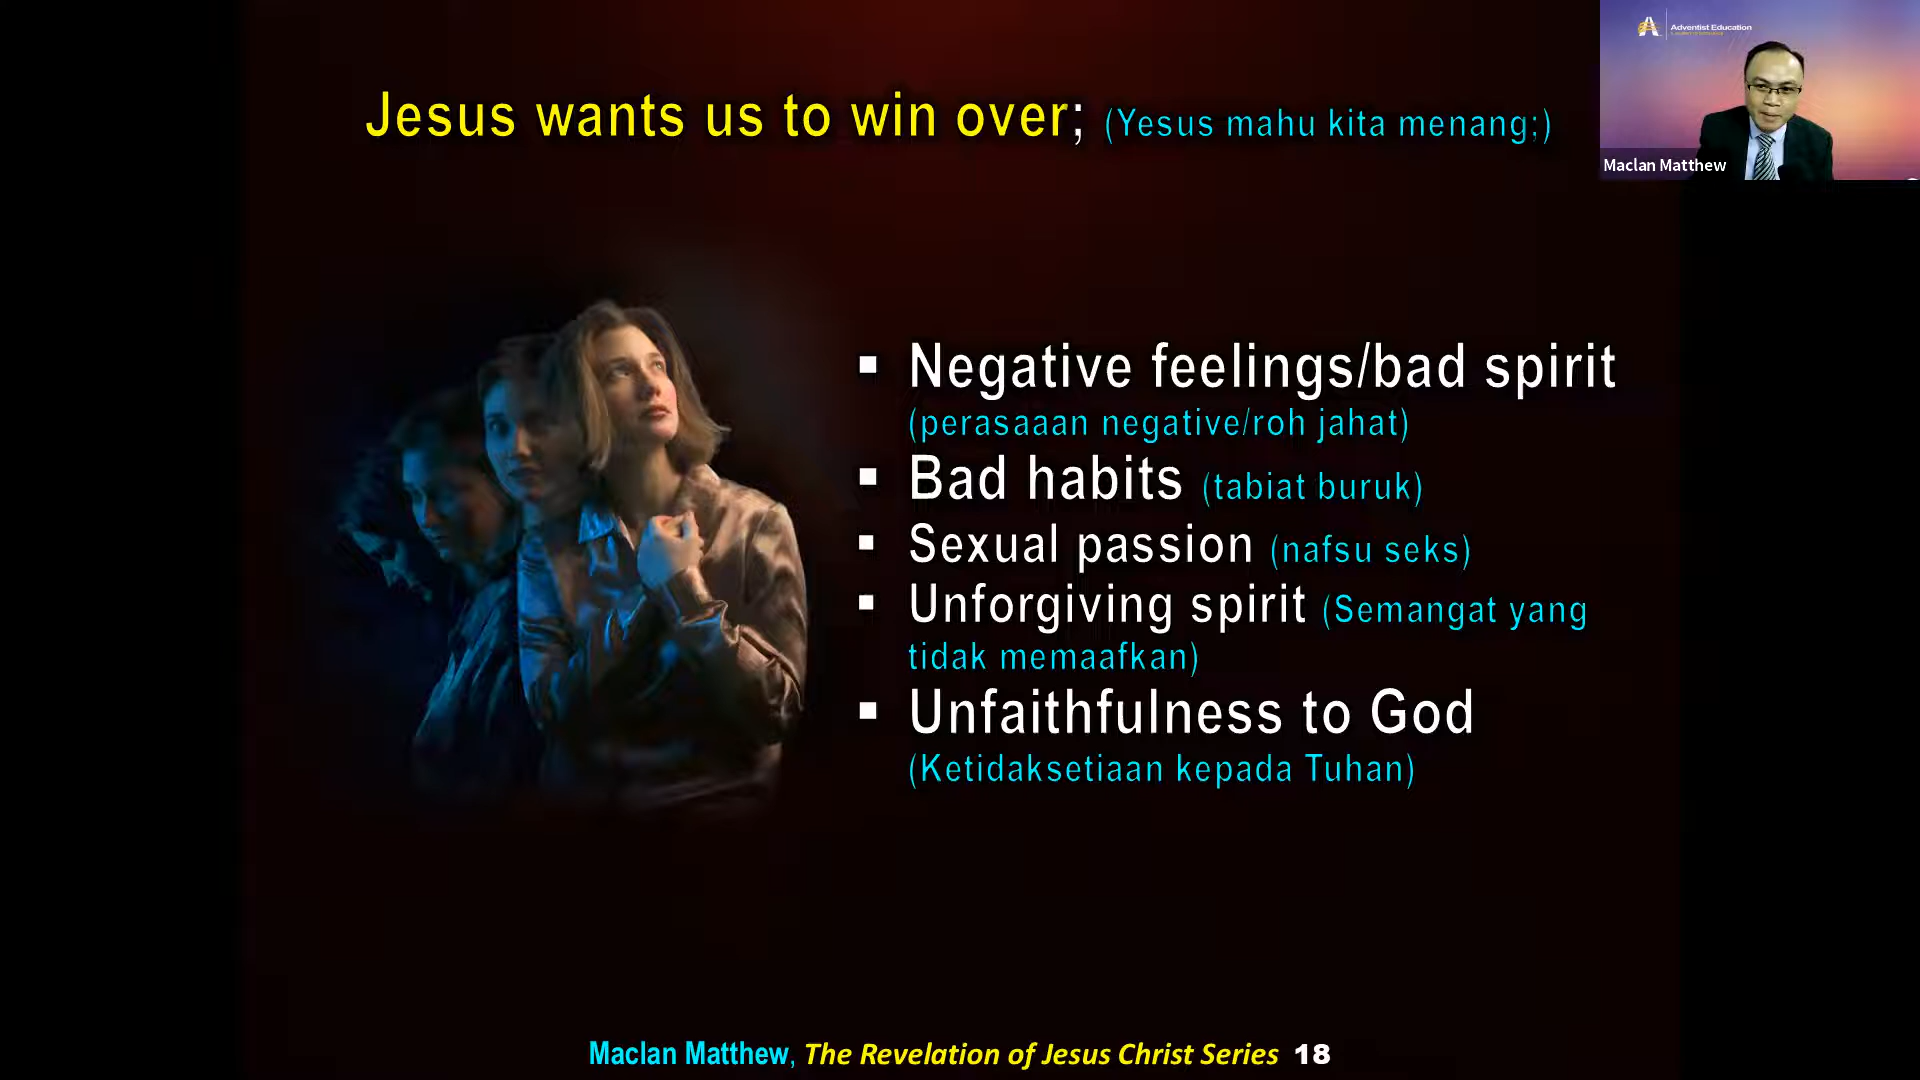 Adventist Education
Jesus wants us to win over; (Yesus mahu kita menang;)
Maclan Matthew
▪ Negative feelings/bad spirit
(perasaaan negative/roh jahat)
▪ Bad habits (tabiat buruk)
▪ Sexual passion (nafsu seks)
▪ Unforgiving spirit (Semangat yang
tidak memaafkan)
▪ Unfaithfulness to God
(Ketidaksetiaan kepada Tuhan)
Maclan Matthew, The Revelation of Jesus Christ Series 18